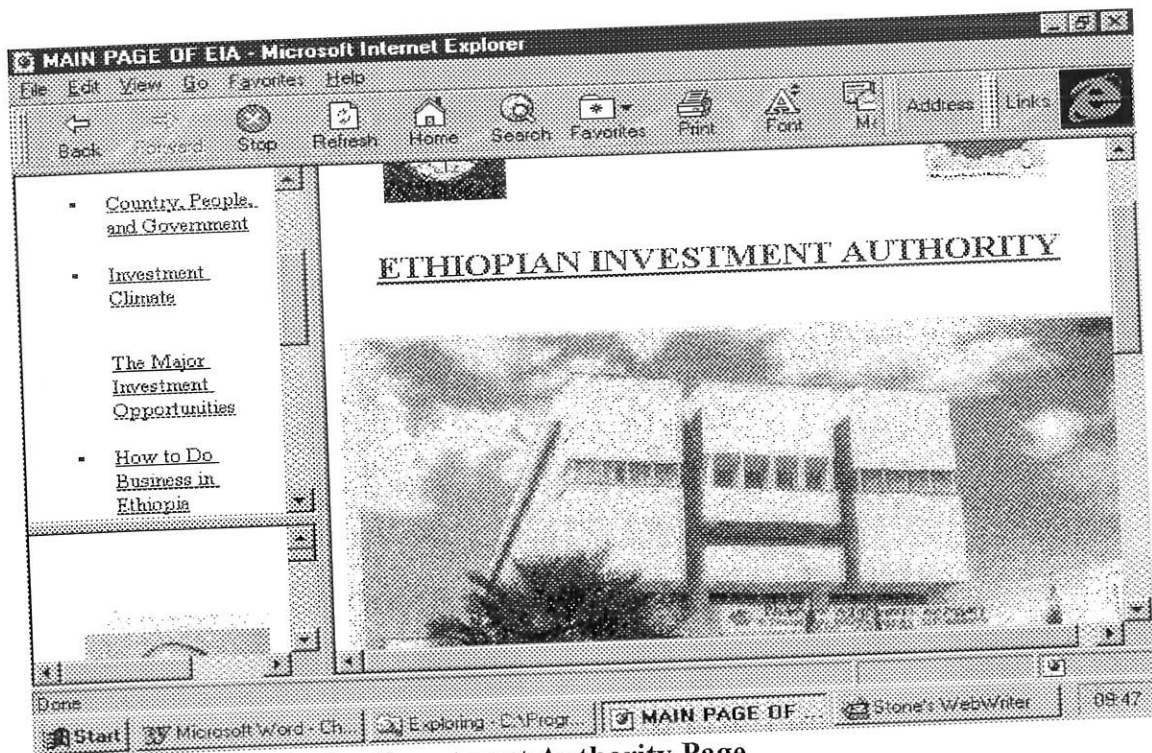 MAIN PAGE OF EIA - Microsoft Internet Explorer
File Edit View Go Favorites Help
Back Forward Stop Refresh Home Search Favorites Print Font Address Links
Country, People,
and Government
Investment
Climate
The Major
Investment
Opportunities
How to Do
Business in
Ethiopia
ETHIOPIAN INVESTMENT AUTHORITY
Done
Start Microsoft Word - Ch... Exploring - C:\Progr... MAIN PAGE OF ... Stone's WebWriter 09:47
Authority Page